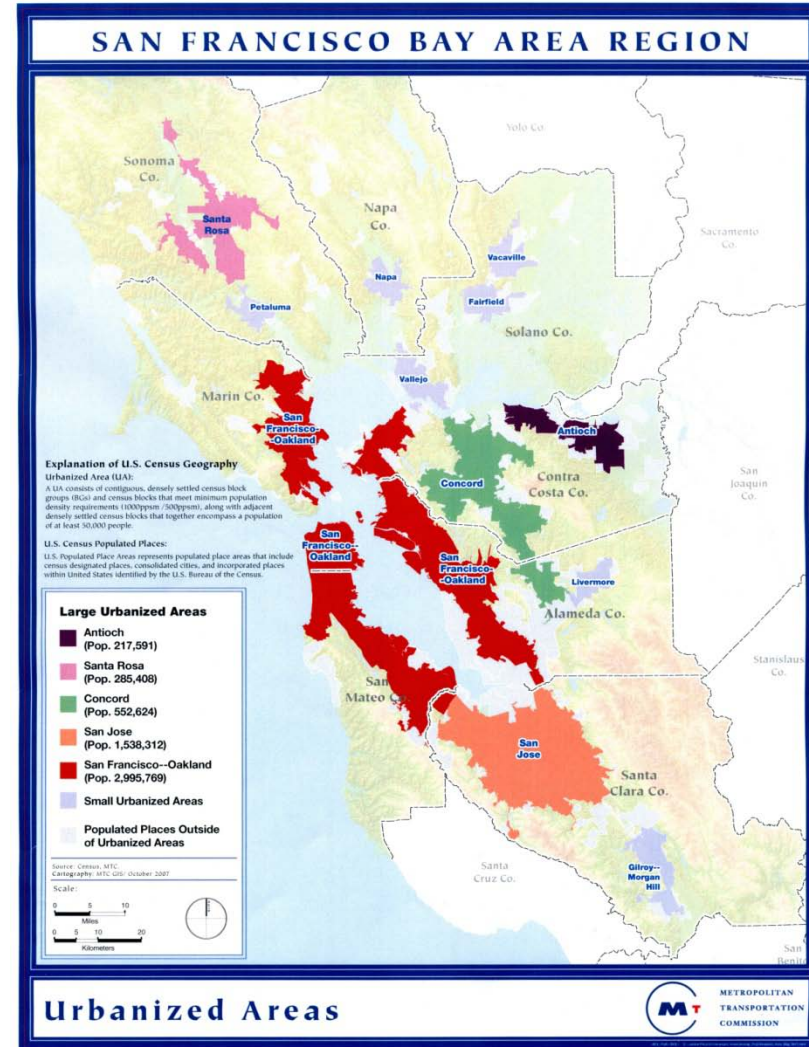 SAN FRANCISCO BAY AREA REGION
Yolo Co.
Sonoma
Co.
Napa
Co.
Santa
Rosa
Sacramento
Co.
Vacaville
Napa
Fairfield
Petaluma
Solano Co.
Vallejo
Marin Co.
San
Francisco-
-Oakland
Antioch
Explanation of U.S. Census Geography
Urbanized Area (UA):
A UA consists of contiguous, densely settled census block
groups (BGs) and census blocks that meet minimum population
density requirements (1000ppsm /500ppsm), along with adjacent
densely settled census blocks that together encompass a population
of at least 50,000 people.
U.S. Census Populated Places:
U.S. Populated Place Areas represents populated place areas that include
census designated places, consolidated cities, and incorporated places
within United States identified by the U.S. Bureau of the Census.
Concord
Contra
Costa Co.
San
Joaquin
Co.
San
Francisco--
Oakland
San
Francisco-
-Oakland
Livermore
Alameda Co.
Stanislaus
Co.
San
Mateo Co.
San
Jose
Santa
Clara Co.
Santa
Cruz Co.
Gilroy--
Morgan
Hill
San
Benito
Large Urbanized Areas
Antioch
(Pop. 217,591)
Santa Rosa
(Pop. 285,408)
Concord
(Pop. 552,624)
San Jose
(Pop. 1,538,312)
San Francisco--Oakland
(Pop. 2,995,769)
Small Urbanized Areas
Populated Places Outside
of Urbanized Areas
Source: Census, MTC.
Cartography: MTC GIS/ October 2007
Scale:
0 5 10
Miles
0 5 10 20
Kilometers
Urbanized Areas
MT
METROPOLITAN
TRANSPORTATION
COMMISSION